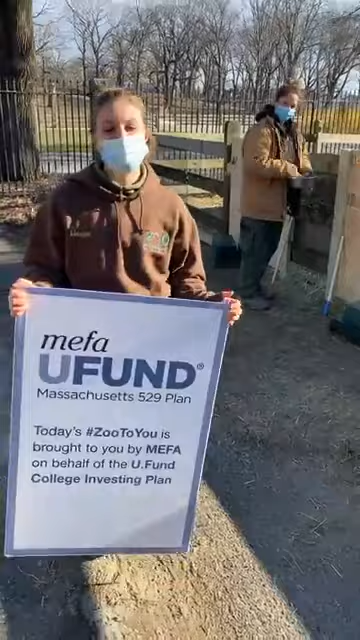 mefa
UFUND®
Massachusetts 529 Plan
Today's #ZooToYou is
brought to you by MEFA
on behalf of the U.Fund
College Investing Plan